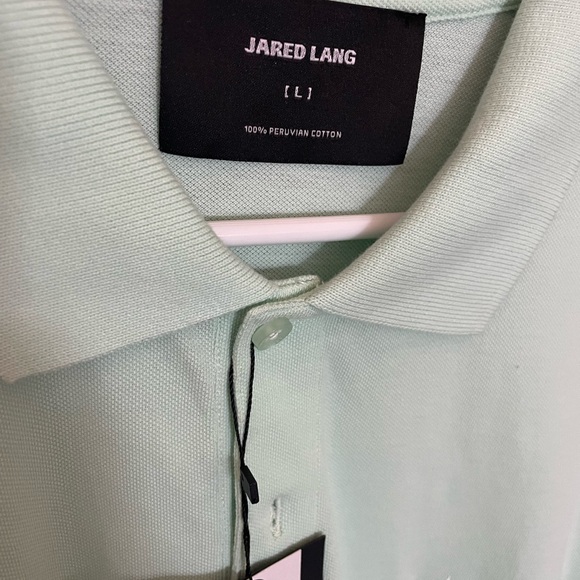 JARED LANG
[ L ]
100% PERUVIAN COTTON